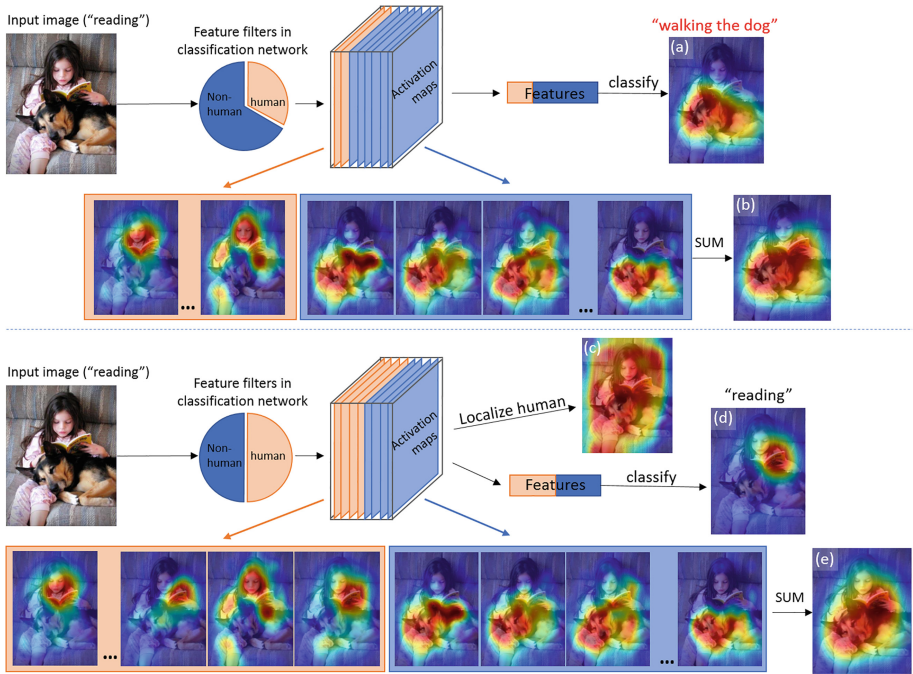 Input image (“reading”)
Feature filters in
classification network
Non-
human
human
Activation
maps
Features
classify
“walking the dog”
(a)
...
...
SUM
(b)
Input image (“reading”)
Feature filters in
classification network
Non-
human
human
Activation
maps
Localize human
(c)
Features
classify
“reading”
(d)
...
...
SUM
(e)